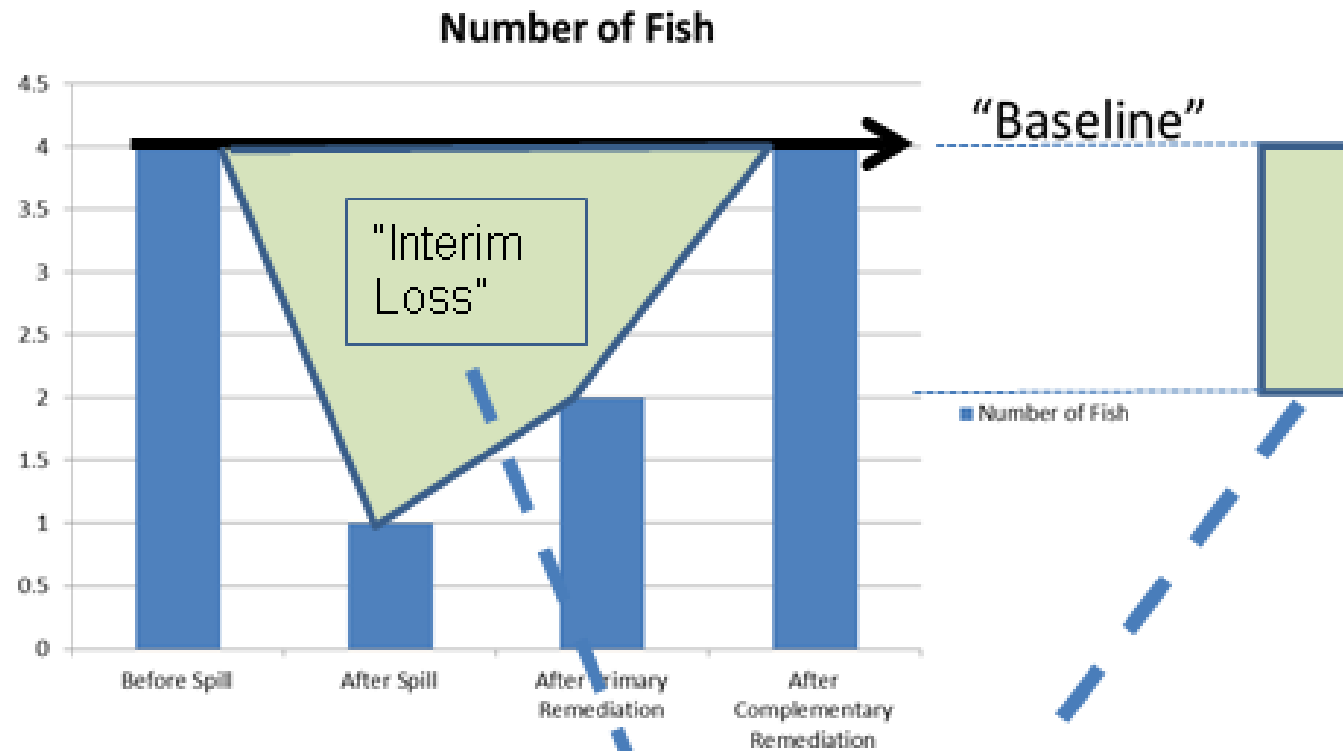 Number of Fish
4.5
4
3.5
3
2.5
2
1.5
1
0.5
0
"Interim
Loss"
“Baseline”
Number of Fish
Before Spill
After Spill
After Primary
Remediation
After
Complementary
Remediation